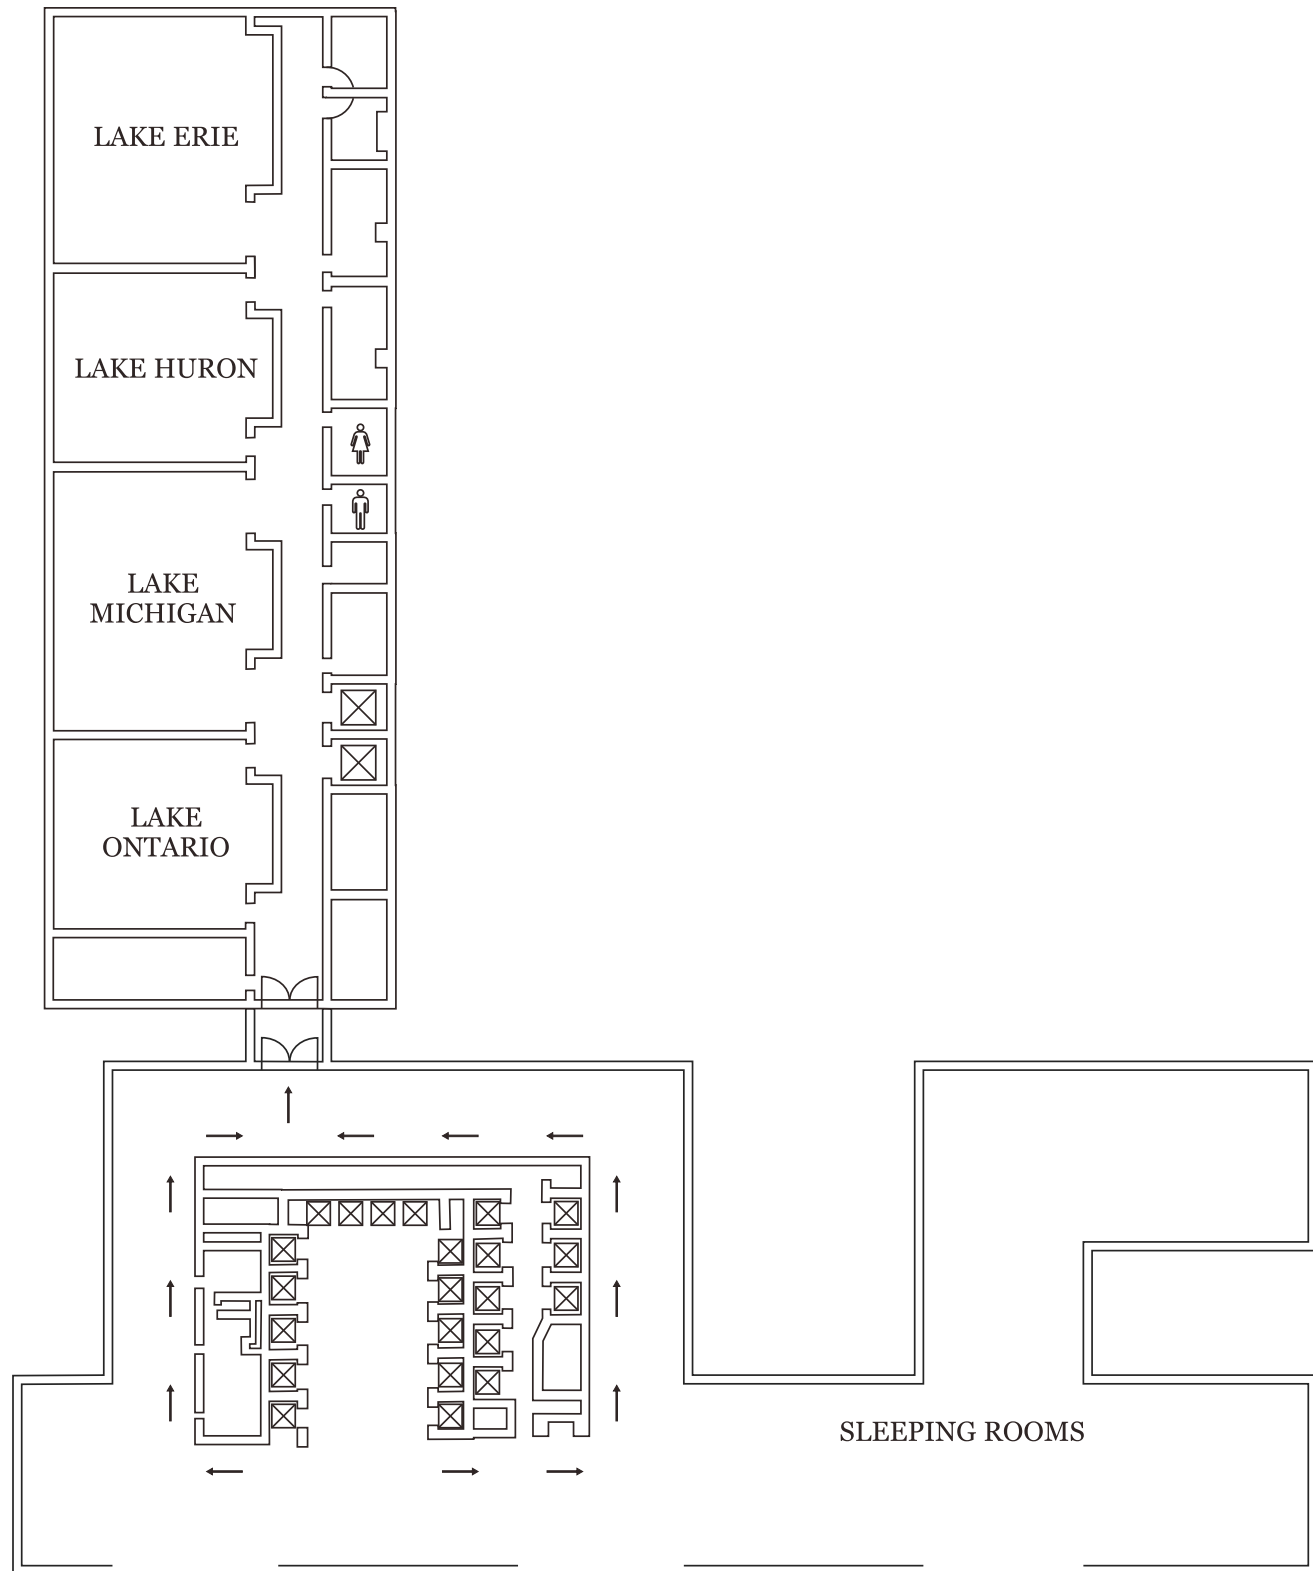 LAKE ERIE
LAKE HURON
LAKE
MICHIGAN
LAKE
ONTARIO
SLEEPING ROOMS